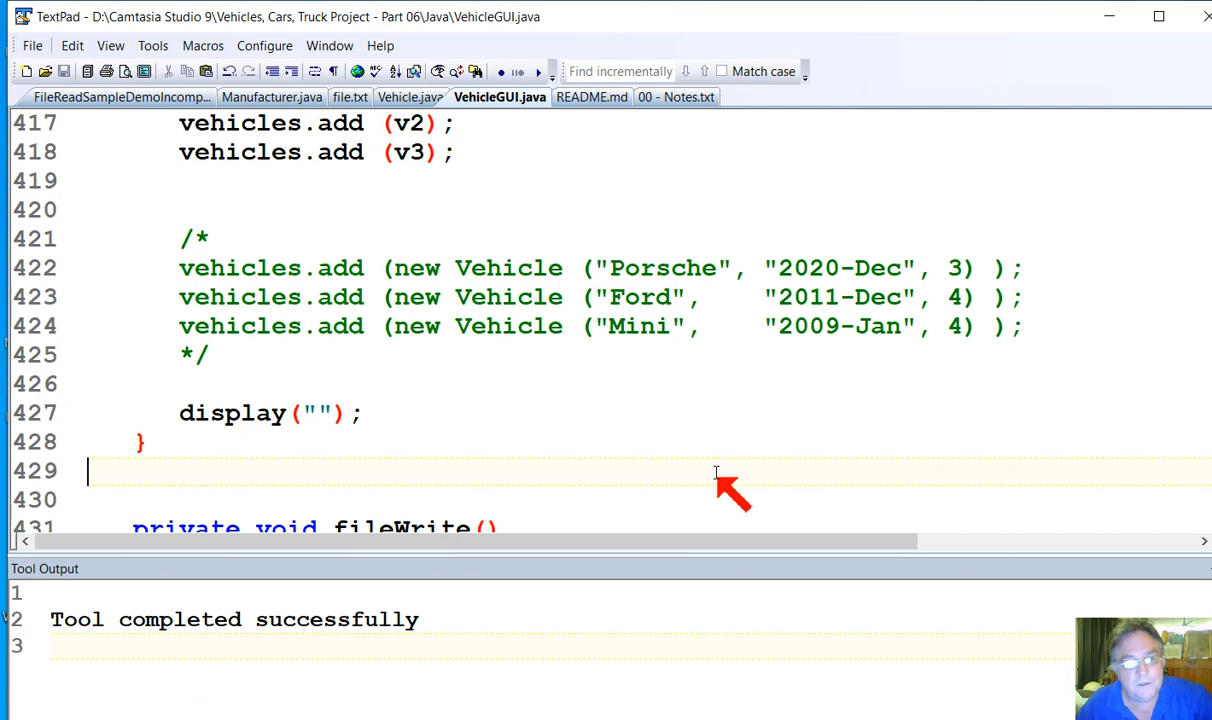 TextPad - D:\Camtasia Studio 9\Vehicles, Cars, Truck Project - Part 06\Java\VehicleGUI.java
File Edit View Tools Macros Configure Window Help
Find incrementally Match case
FileReadSampleDemoIncomp... Manufacturer.java file.txt Vehicle.java VehicleGUI.java README.md 00 - Notes.txt
417 vehicles.add (v2);
418 vehicles.add (v3);
419
420
421 /*
422 vehicles.add (new Vehicle ("Porsche", "2020-Dec", 3) );
423 vehicles.add (new Vehicle ("Ford", "2011-Dec", 4) );
424 vehicles.add (new Vehicle ("Mini", "2009-Jan", 4) );
425 */
426
427 display("");
428 }
429
430
431 private void fileWrite()
Tool Output
1
2 Tool completed successfully
3